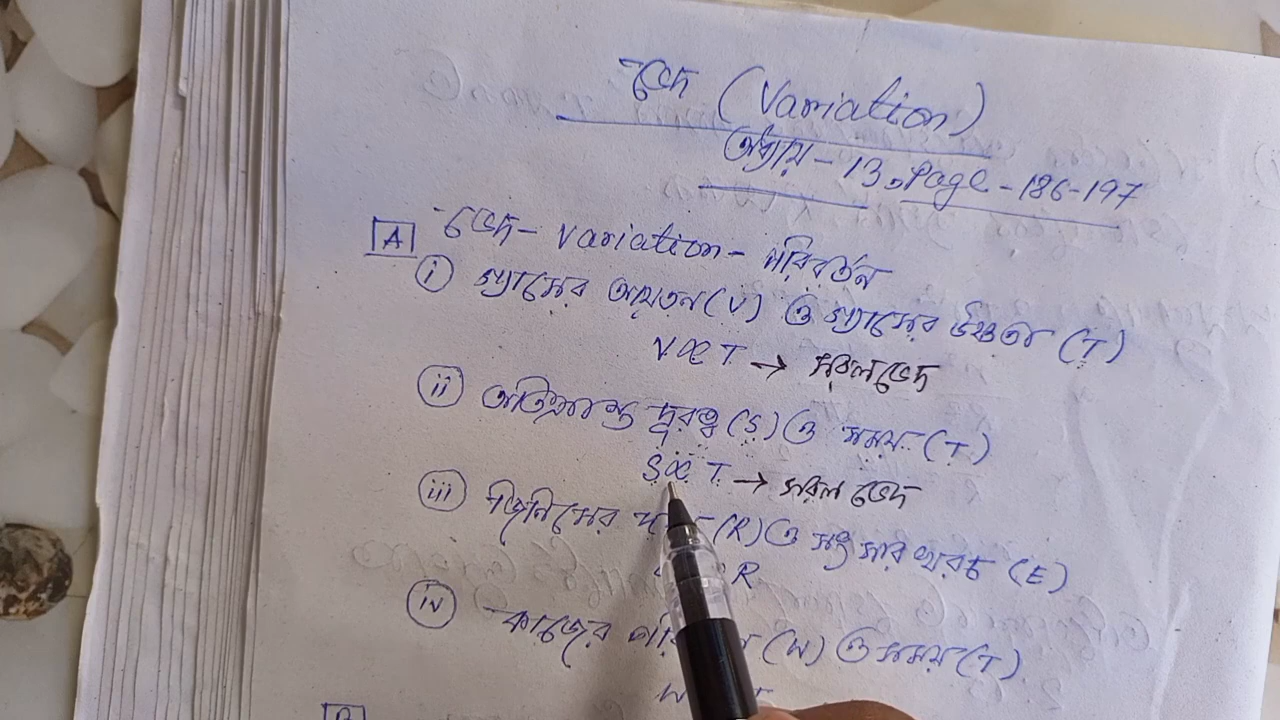 ভেদ (Variation)
অধ্যায় - 13, Page - 186-197
A ভেদ - Variation - পরিবর্তন
i গ্যাসের আয়তন (V) ও গ্যাসের উষ্ণতা (T)
V ∝ T → সরলভেদ
ii অতিক্রান্ত দূরত্ব (S) ও সময় (T)
S ∝ T → সরল ভেদ
iii জিনিসের (R) ও সংসার খরচ (E)
R
iv কাজের (W) ও সময় (T)
W
B